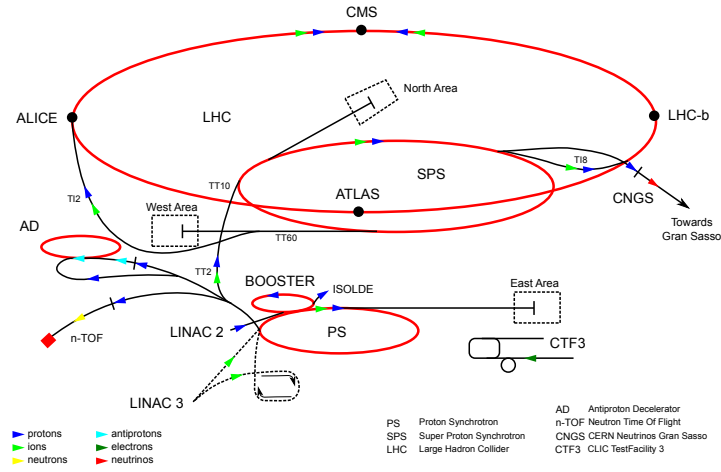 CMS
North Area
ALICE
LHC
LHC-b
TI8
TT10
SPS
CNGS
TI2
ATLAS
West Area
Towards
Gran Sasso
AD
TT60
TT2
BOOSTER
ISOLDE
East Area
LINAC 2
PS
n-TOF
CTF3
LINAC 3
protons
ions
neutrons
antiprotons
electrons
neutrinos
PS Proton Synchrotron
SPS Super Proton Synchrotron
LHC Large Hadron Collider
AD Antiproton Decelerator
n-TOF Neutron Time Of Flight
CNGS CERN Neutrinos Gran Sasso
CTF3 CLIC TestFacility 3